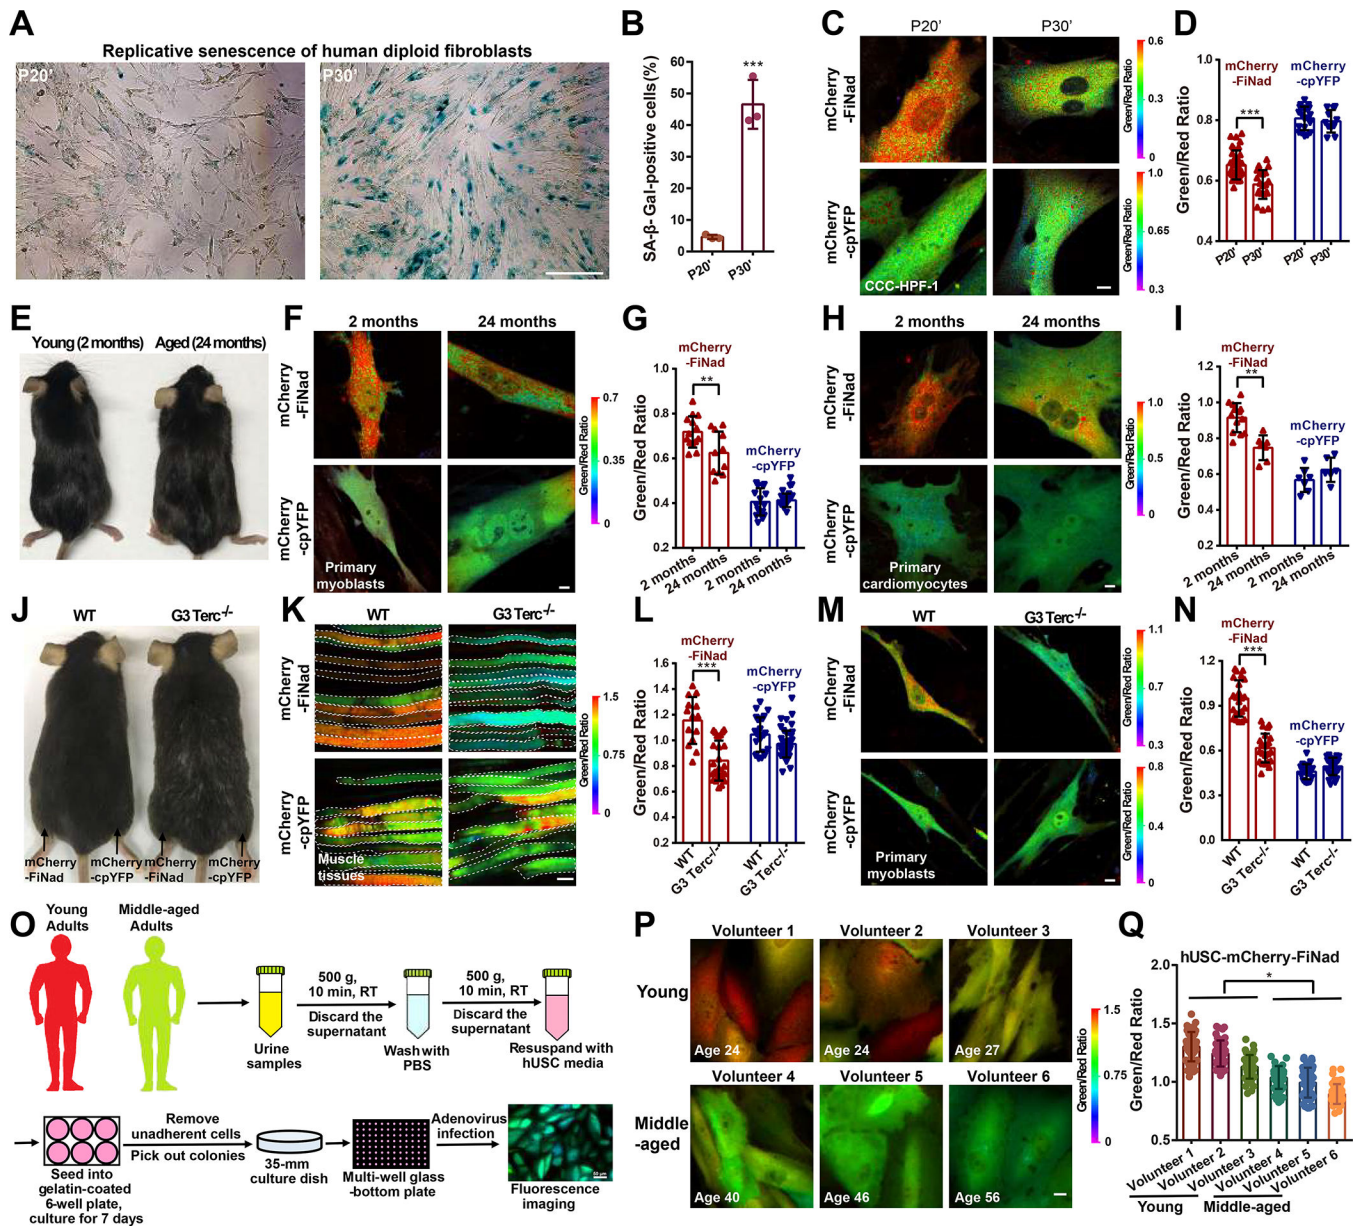 A
Replicative senescence of human diploid fibroblasts
P20'
P30'
B
SA-β- Gal-positive cells(%)
60
50
40
30
20
10
0
***
P20'
P30'
C
P20'
P30'
mCherry
-FiNad
mCherry
-cpYFP
CCC-HPF-1
0.6
0.3
0
Green/Red Ratio
1.0
0.65
0.3
Green/Red Ratio
D
Green/Red Ratio
1.0
0.8
0.6
0.4
mCherry
-FiNad
***
mCherry
-cpYFP
P20'
P30'
P20'
P30'
E
Young (2 months)
Aged (24 months)
F
2 months
24 months
mCherry
-FiNad
mCherry
-cpYFP
Primary
myoblasts
0.7
0.35
0
Green/Red Ratio
G
Green/Red Ratio
1.0
0.8
0.6
0.4
0.2
mCherry
-FiNad
**
mCherry
-cpYFP
2 months
24 months
2 months
24 months
H
2 months
24 months
mCherry
-FiNad
mCherry
-cpYFP
Primary
cardiomyocytes
1.0
0.5
0
Green/Red Ratio
I
Green/Red Ratio
1.2
1.0
0.8
0.6
0.4
0.2
mCherry
-FiNad
**
mCherry
-cpYFP
2 months
24 months
2 months
24 months
J
WT
G3 Terc-/-
mCherry
-FiNad
mCherry
-cpYFP
mCherry
-FiNad
mCherry
-cpYFP
K
WT
G3 Terc-/-
mCherry
-FiNad
mCherry
-cpYFP
Muscle
tissues
1.5
0.75
0
Green/Red Ratio
L
Green/Red Ratio
1.6
1.4
1.2
1.0
0.8
0.6
0.4
0.2
mCherry
-FiNad
***
mCherry
-cpYFP
WT
G3 Terc-/-
WT
G3 Terc-/-
M
WT
G3 Terc-/-
mCherry
-FiNad
mCherry
-cpYFP
Primary
myoblasts
1.1
0.7
0.3
Green/Red Ratio
0.8
0.4
0
Green/Red Ratio
N
Green/Red Ratio
1.2
0.9
0.6
0.3
0.0
mCherry
-FiNad
***
mCherry
-cpYFP
WT
G3 Terc-/-
WT
G3 Terc-/-
O
Young
Adults
Middle-aged
Adults
Urine
samples
500 g,
10 min, RT
Discard the
supernatant
Wash with
PBS
500 g,
10 min, RT
Discard the
supernatant
Resuspand with
hUSC media
Seed into
gelatin-coated
6-well plate,
culture for 7 days
Remove
unadherent cells
Pick out colonies
35-mm
culture dish
Multi-well glass
-bottom plate
Adenovirus
infection
50 μm
Fluorescence
imaging
P
Volunteer 1
Volunteer 2
Volunteer 3
Young
Age 24
Age 24
Age 27
Volunteer 4
Volunteer 5
Volunteer 6
Middle
-aged
Age 40
Age 46
Age 56
1.5
0.75
0
Green/Red Ratio
Q
hUSC-mCherry-FiNad
Green/Red Ratio
2.0
1.5
1.0
0.5
*
Volunteer 1
Volunteer 2
Volunteer 3
Volunteer 4
Volunteer 5
Volunteer 6
Young
Middle-aged